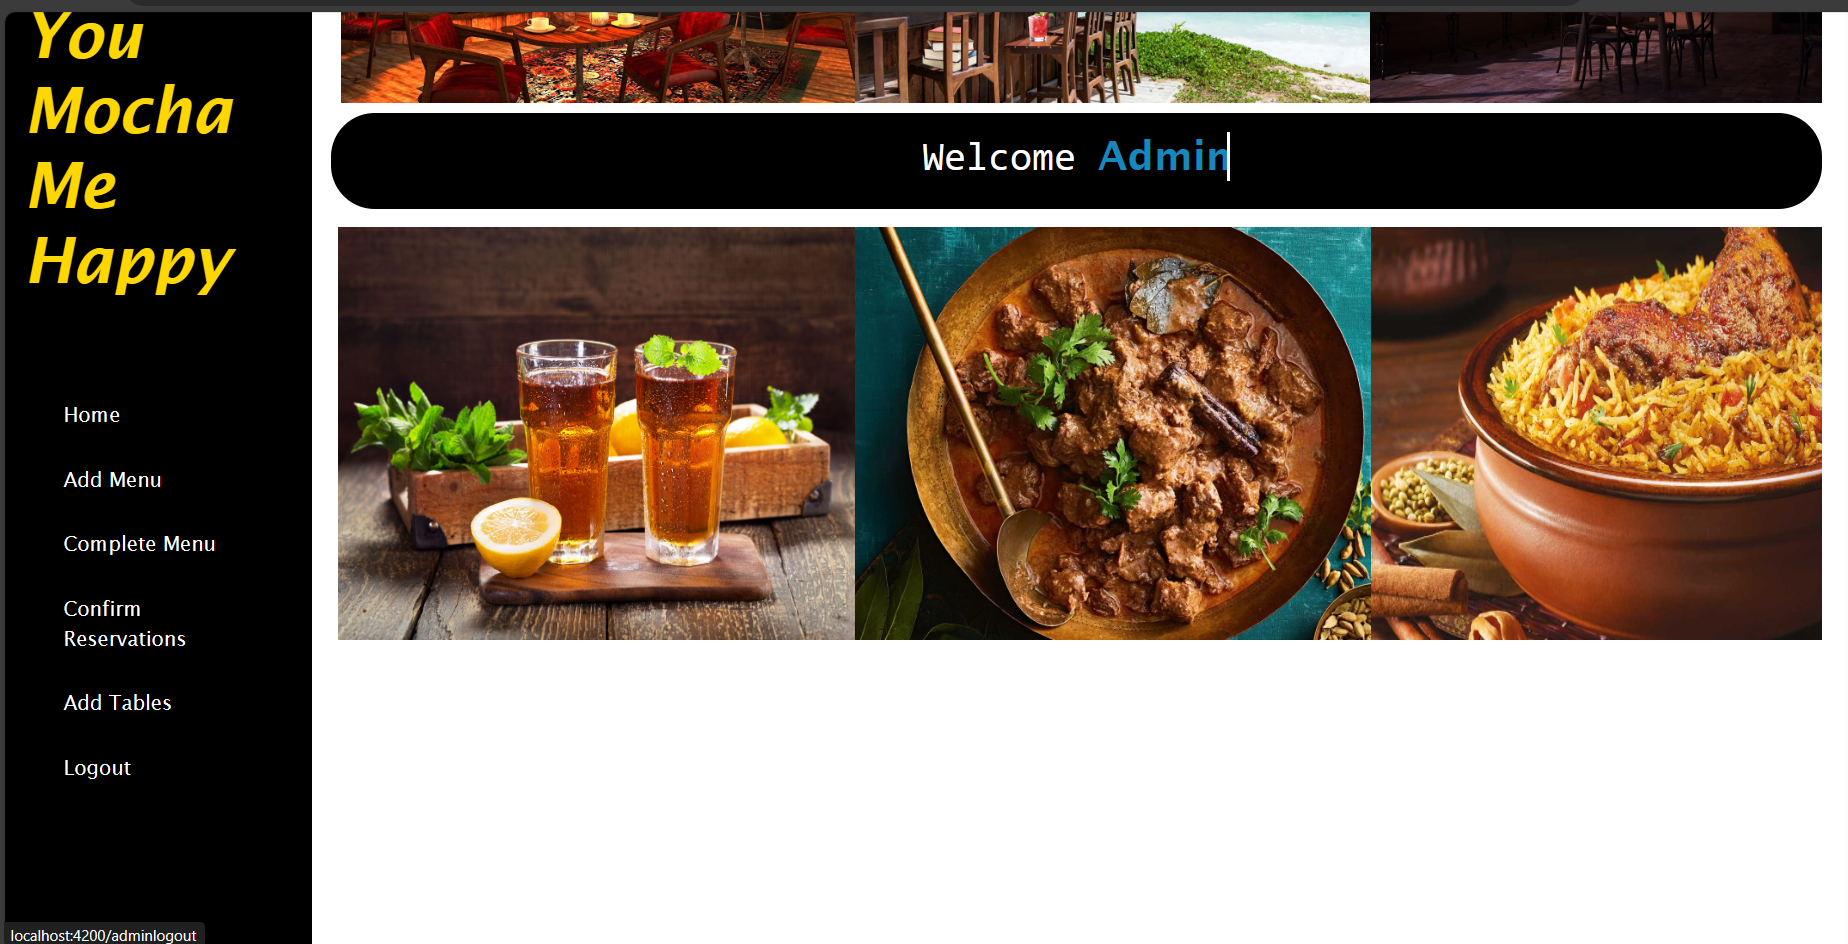 You
Mocha
Me
Happy
Welcome Admin
Home
Add Menu
Complete Menu
Confirm
Reservations
Add Tables
Logout
localhost:4200/adminlogout